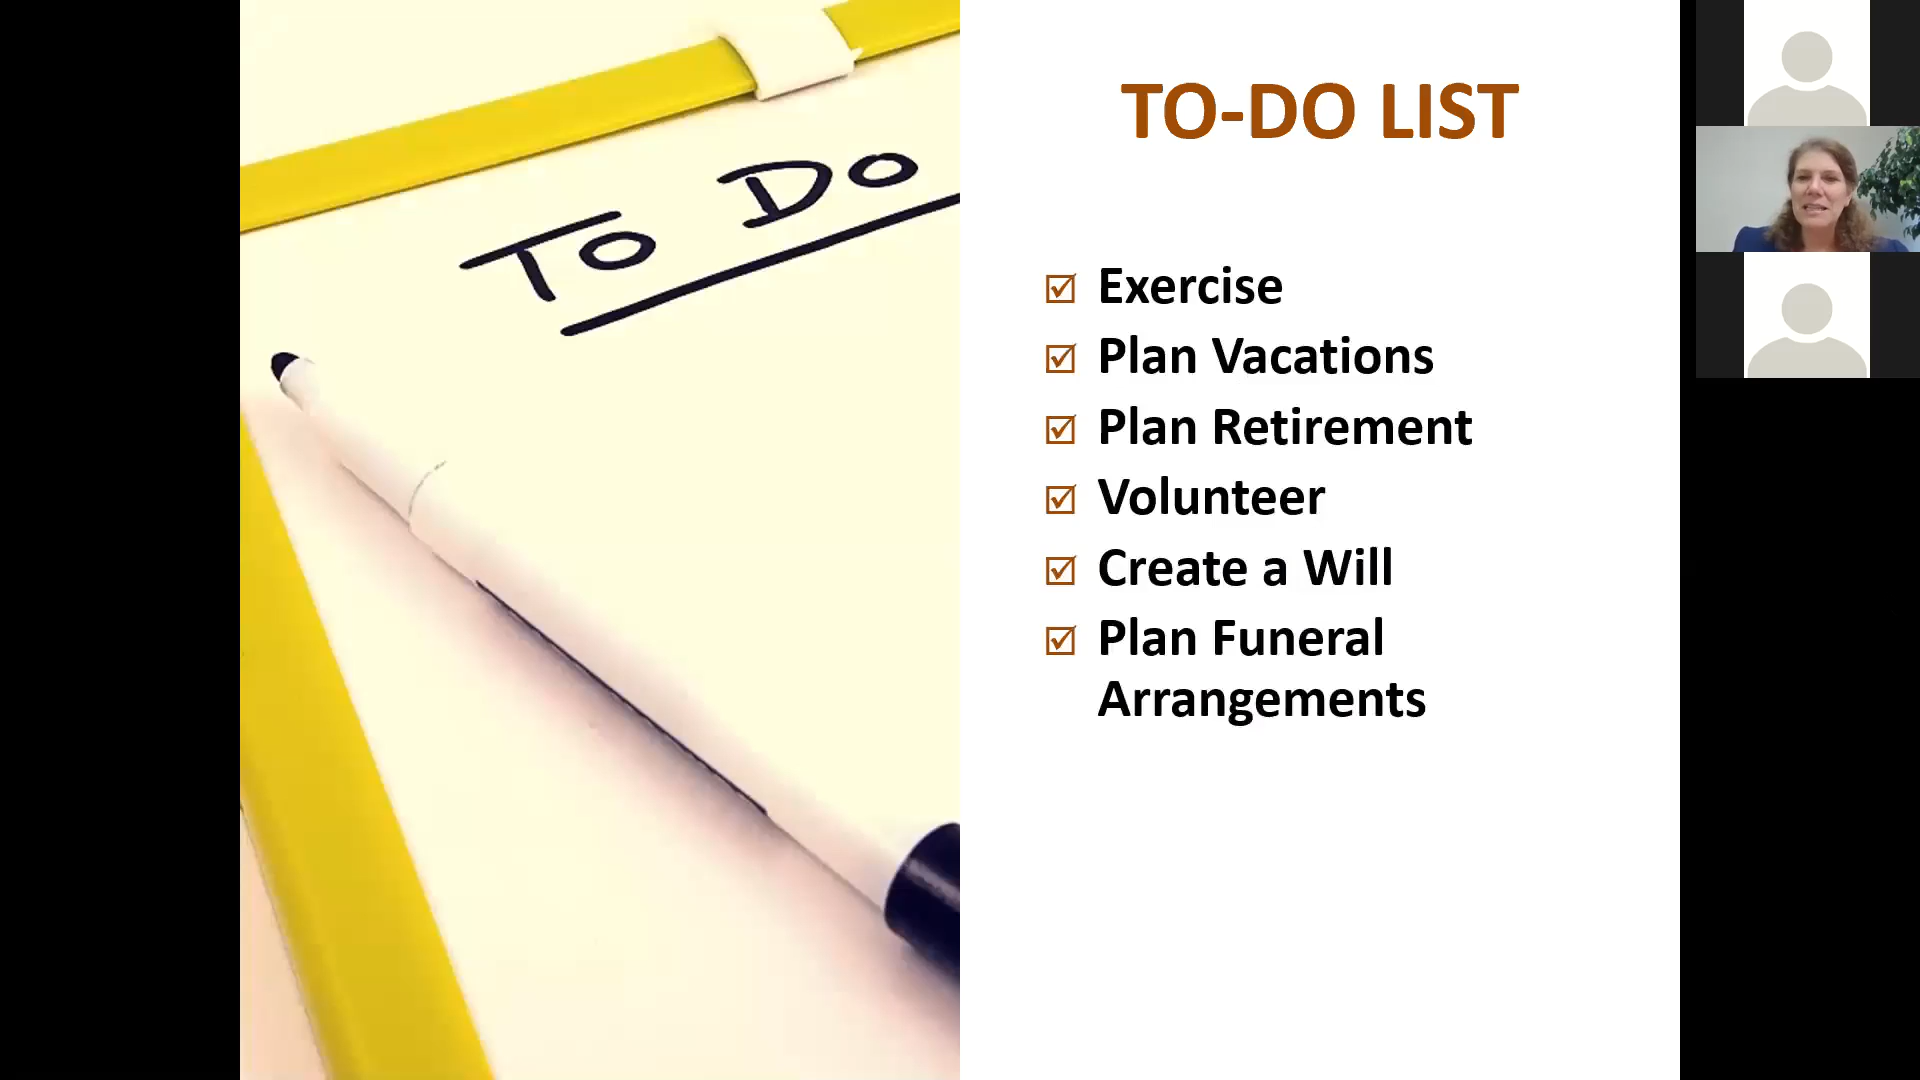 To Do
TO-DO LIST
Exercise
Plan Vacations
Plan Retirement
Volunteer
Create a Will
Plan Funeral
Arrangements